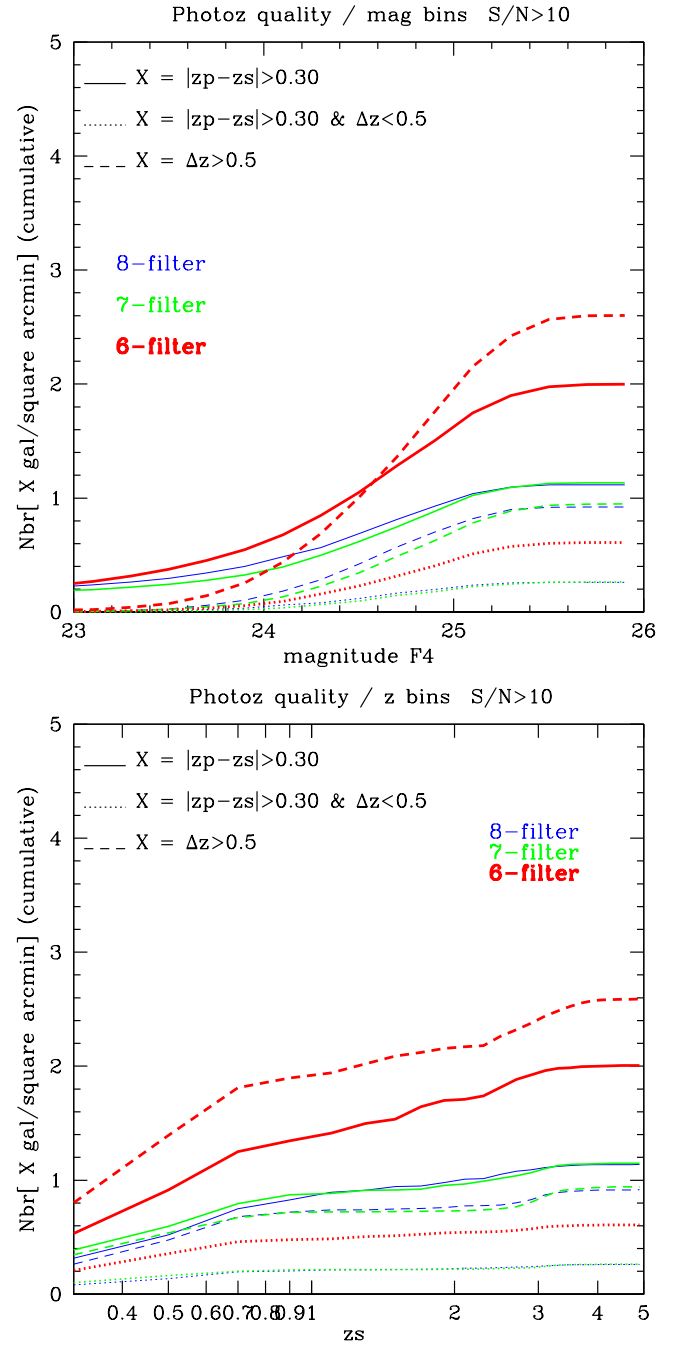 Photoz quality / mag bins S/N>10
5
X = |zp-zs|>0.30
X = |zp-zs|>0.30 & Δz<0.5
4
X = Δz>0.5
Nbr[ X gal/square arcmin] (cumulative)
3
8-filter
7-filter
6-filter
2
1
0
23 24 25 26
magnitude F4
Photoz quality / z bins S/N>10
5
X = |zp-zs|>0.30
X = |zp-zs|>0.30 & Δz<0.5
8-filter
4
X = Δz>0.5
7-filter
6-filter
Nbr[ X gal/square arcmin] (cumulative)
3
2
1
0
0.4 0.5 0.6 0.7 0.8 0.9 1 2 3 4 5
zs